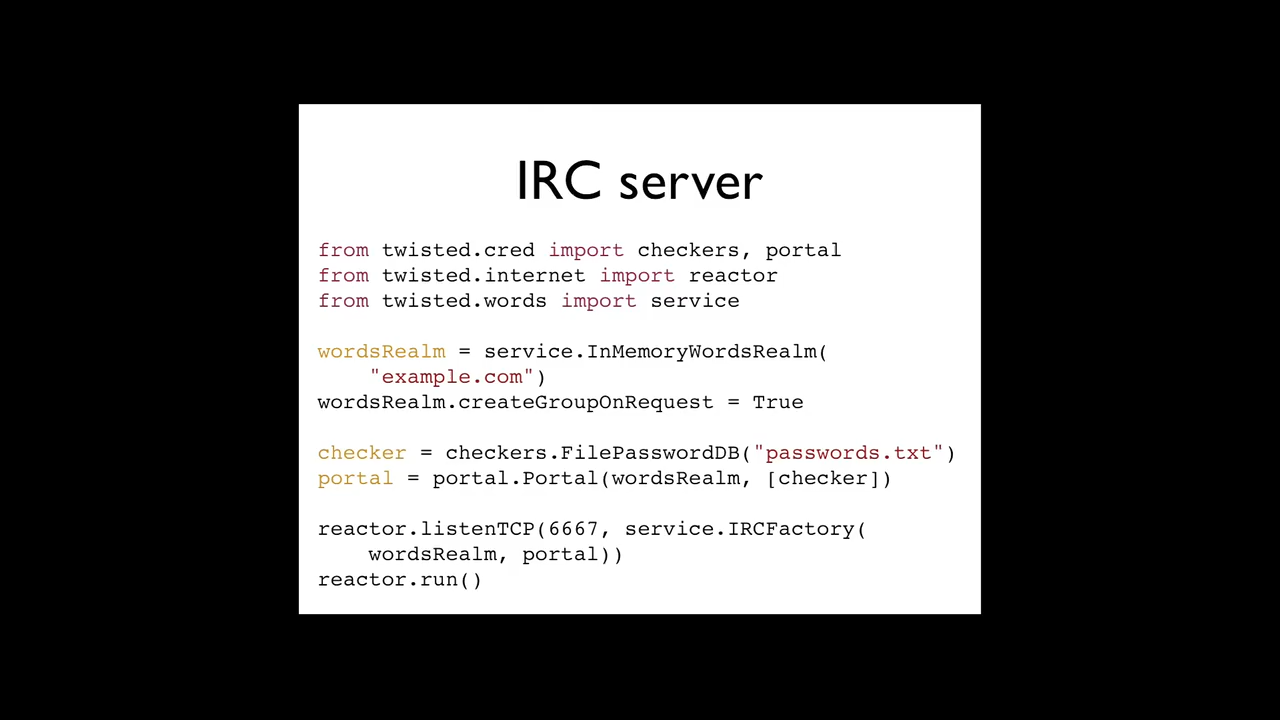 IRC server
from twisted.cred import checkers, portal
from twisted.internet import reactor
from twisted.words import service
wordsRealm = service.InMemoryWordsRealm(
    "example.com")
wordsRealm.createGroupOnRequest = True
checker = checkers.FilePasswordDB("passwords.txt")
portal = portal.Portal(wordsRealm, [checker])
reactor.listenTCP(6667, service.IRCFactory(
    wordsRealm, portal))
reactor.run()